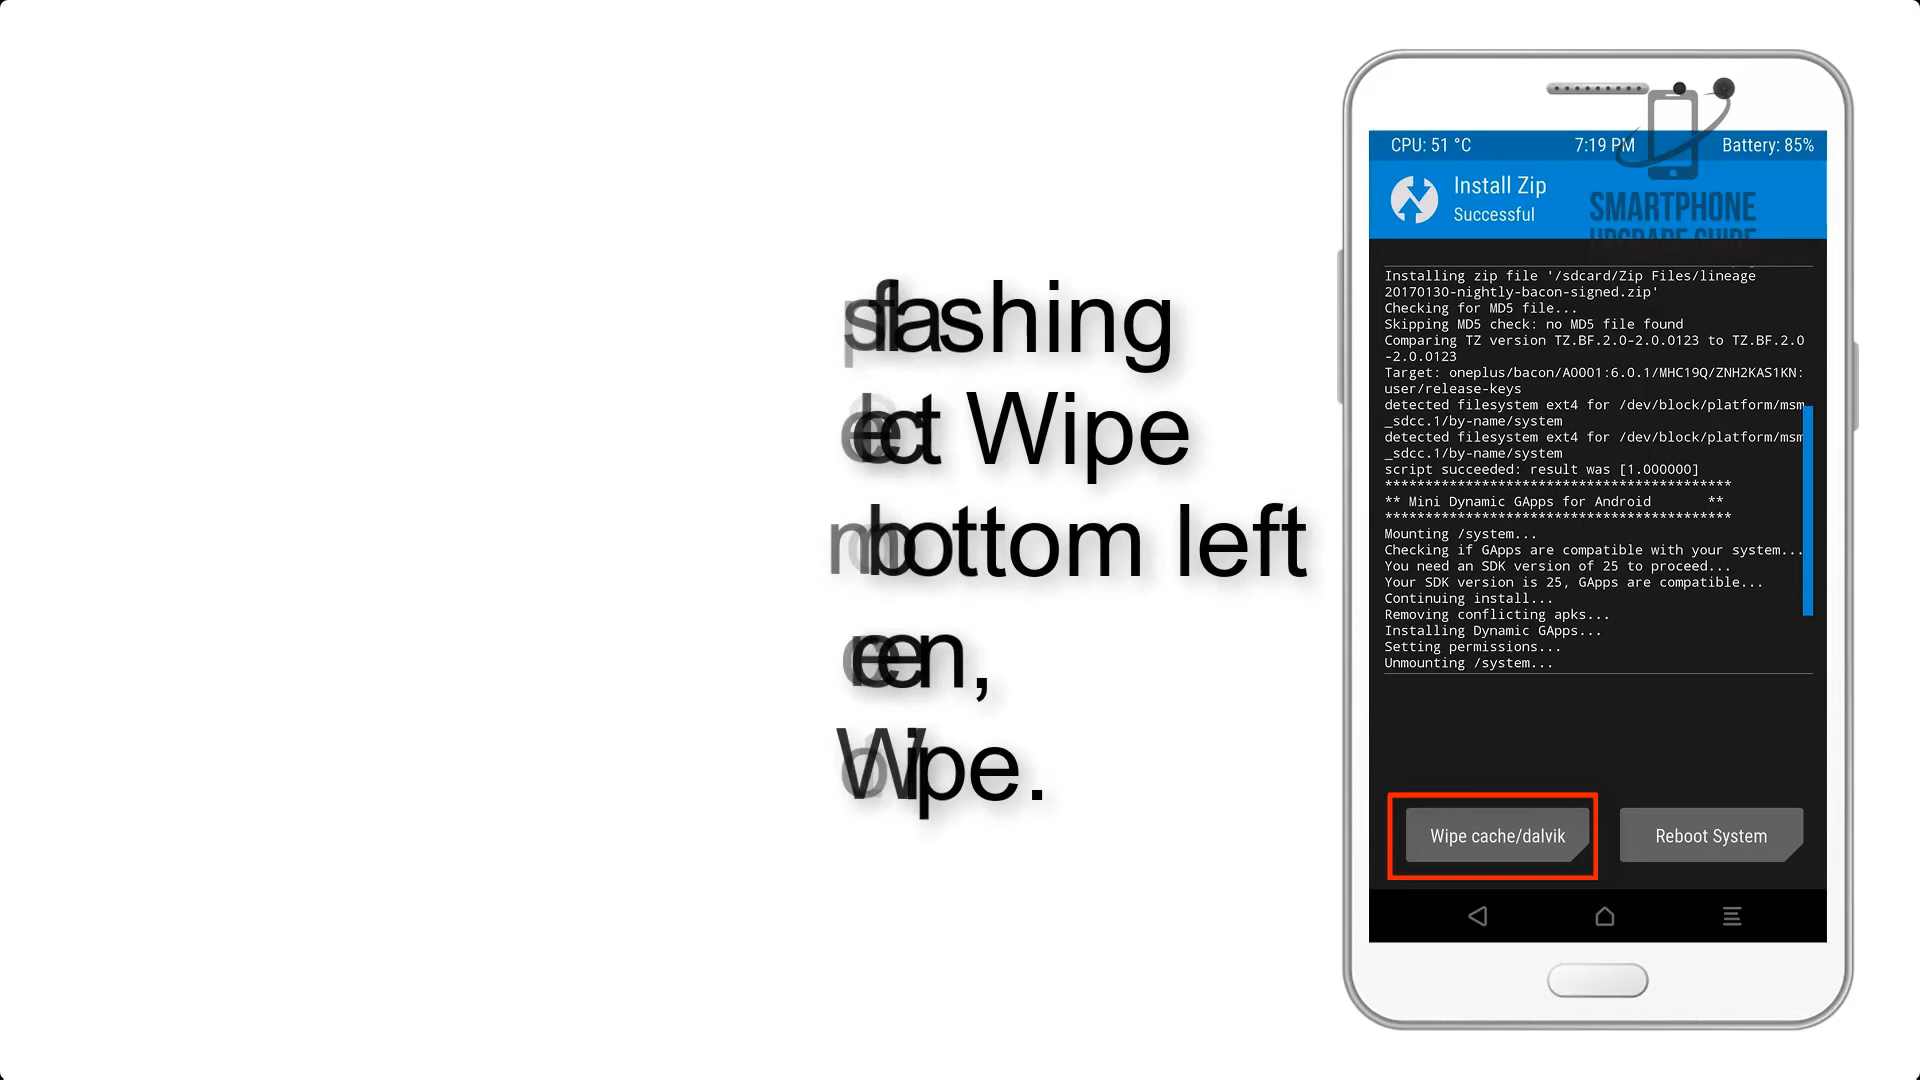 flashing
Wipe
bottom left
Wipe.
CPU: 51 °C 7:19 PM Battery: 85%
Install Zip
Successful
SMARTPHONE
UPGRADE GUIDE
Installing zip file '/sdcard/Zip Files/lineage
20170130-nightly-bacon-signed.zip'
Checking for MD5 file...
Skipping MD5 check: no MD5 file found
Comparing TZ version TZ.BF.2.0-2.0.0123 to TZ.BF.2.0
-2.0.0123
Target: oneplus/bacon/A0001:6.0.1/MHC19Q/ZNH2KAS1KN:
user/release-keys
detected filesystem ext4 for /dev/block/platform/msm
_sdcc.1/by-name/system
detected filesystem ext4 for /dev/block/platform/msm
_sdcc.1/by-name/system
script succeeded: result was [1.000000]
*******************************************
** Mini Dynamic GApps for Android **
*******************************************
Mounting /system...
Checking if GApps are compatible with your system...
You need an SDK version of 25 to proceed...
Your SDK version is 25, GApps are compatible...
Continuing install...
Removing conflicting apks...
Installing Dynamic GApps...
Setting permissions...
Unmounting /system...
Wipe cache/dalvik
Reboot System